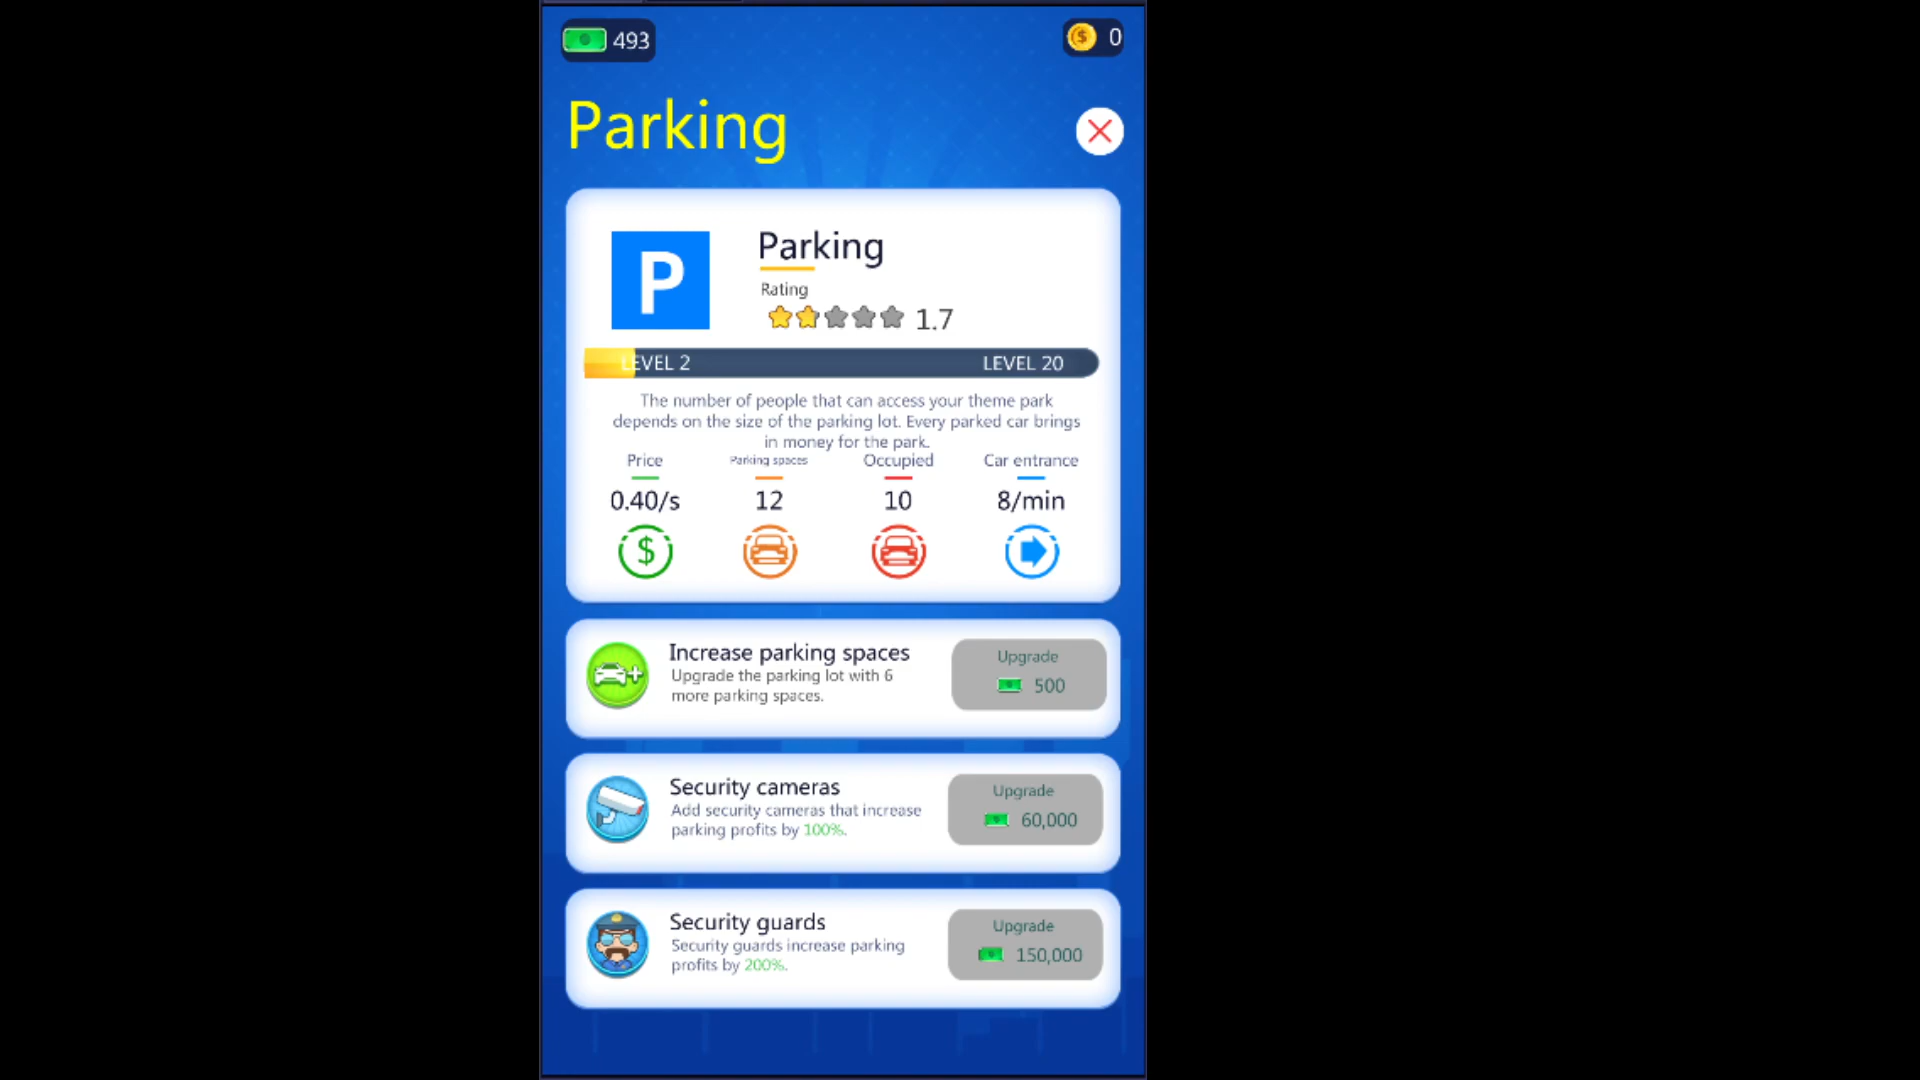 493
0
Parking
P
Parking
Rating
1.7
LEVEL 2
LEVEL 20
The number of people that can access your theme park
depends on the size of the parking lot. Every parked car brings
in money for the park.
Price
Parking spaces
Occupied
Car entrance
0.40/s
12
10
8/min
$
Increase parking spaces
Upgrade the parking lot with 6
more parking spaces.
Upgrade
500
Security cameras
Add security cameras that increase
parking profits by 100%.
Upgrade
60,000
Security guards
Security guards increase parking
profits by 200%.
Upgrade
150,000